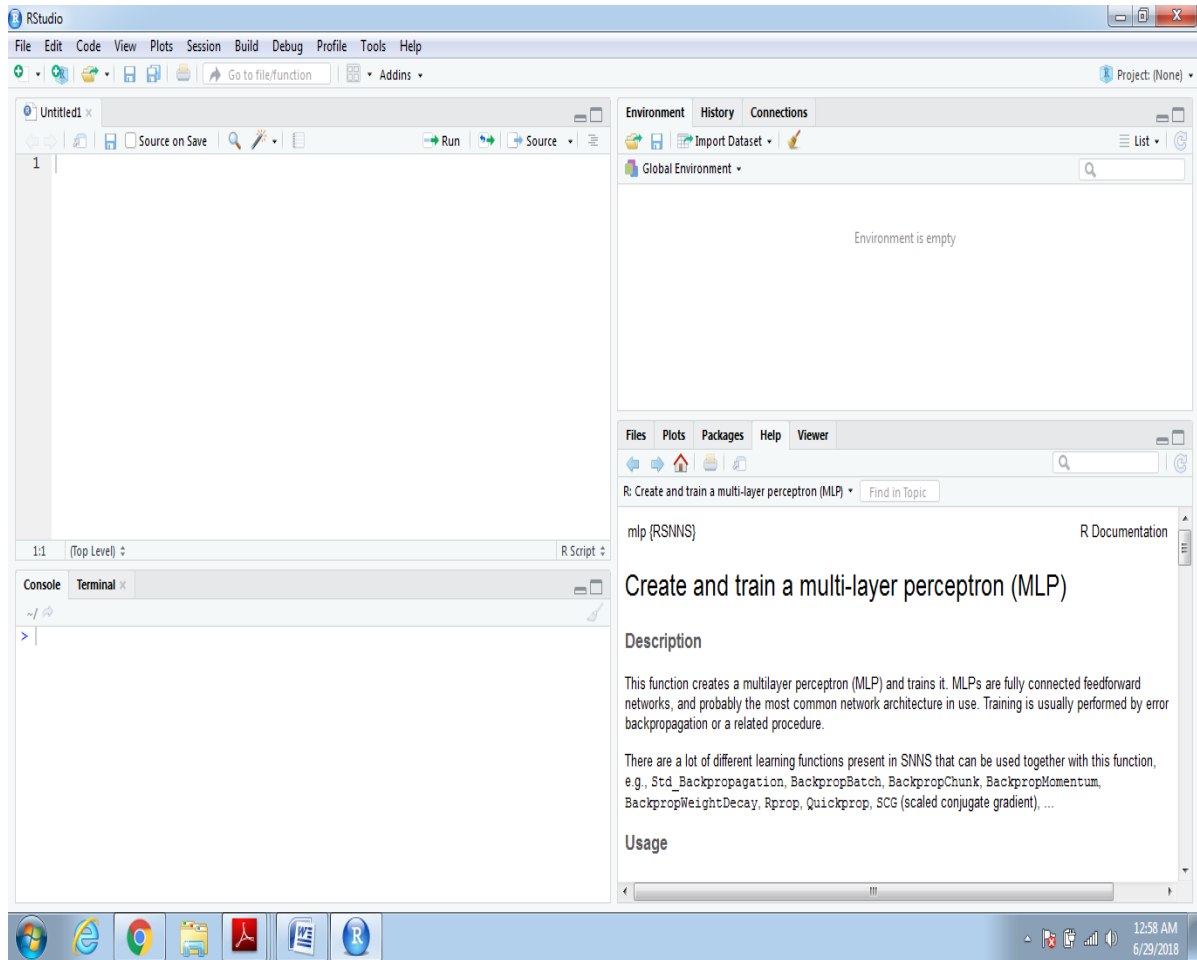 RStudio
File Edit Code View Plots Session Build Debug Profile Tools Help
Go to file/function Addins Project: (None)
Untitled1
Source on Save Run Source
1
1:1 (Top Level) R Script
Console Terminal
~/
>
Environment History Connections
Import Dataset List
Global Environment
Environment is empty
Files Plots Packages Help Viewer
R: Create and train a multi-layer perceptron (MLP) Find in Topic
mlp {RSNNS} R Documentation
Create and train a multi-layer perceptron (MLP)
Description
This function creates a multilayer perceptron (MLP) and trains it. MLPs are fully connected feedforward
networks, and probably the most common network architecture in use. Training is usually performed by error
backpropagation or a related procedure.
There are a lot of different learning functions present in SNNS that can be used together with this function,
e.g., Std_Backpropagation, BackpropBatch, BackpropChunk, BackpropMomentum,
BackpropWeightDecay, Rprop, Quickprop, SCG (scaled conjugate gradient), ...
Usage
12:58 AM
6/29/2018